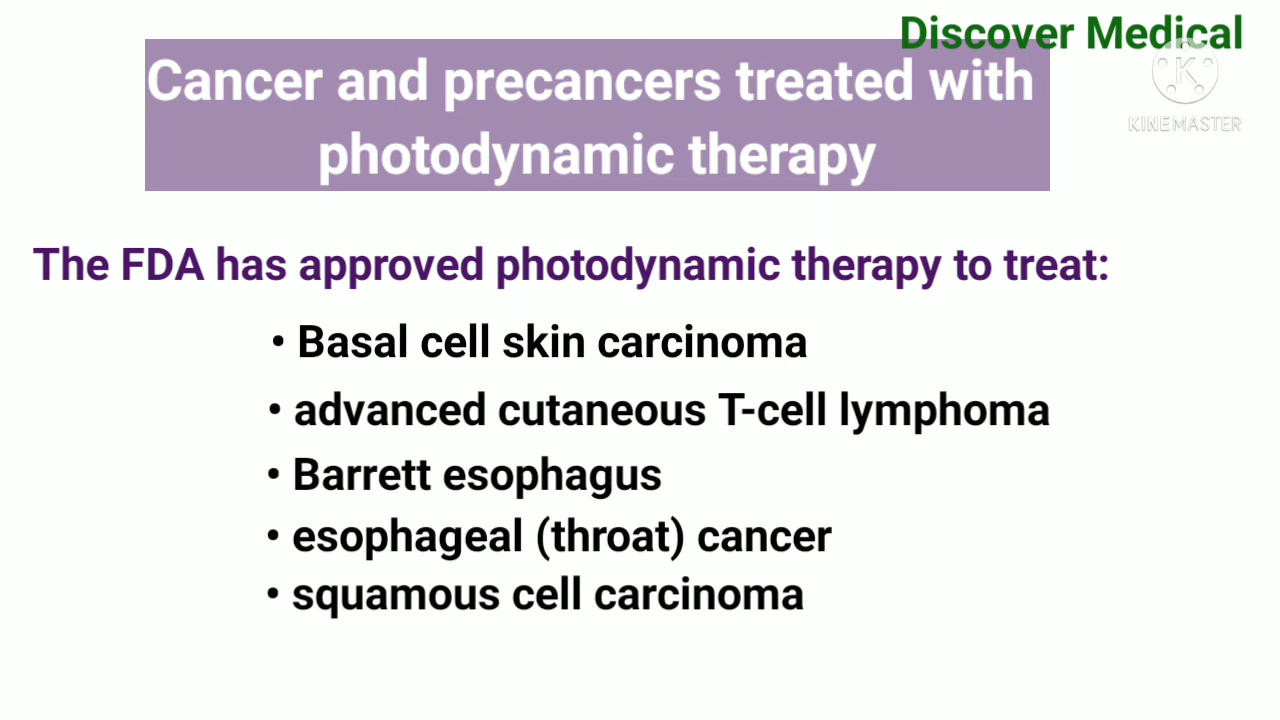 Discover Medical
Cancer and precancers treated with
photodynamic therapy
K
KINEMASTER
The FDA has approved photodynamic therapy to treat:
• Basal cell skin carcinoma
• advanced cutaneous T-cell lymphoma
• Barrett esophagus
• esophageal (throat) cancer
• squamous cell carcinoma